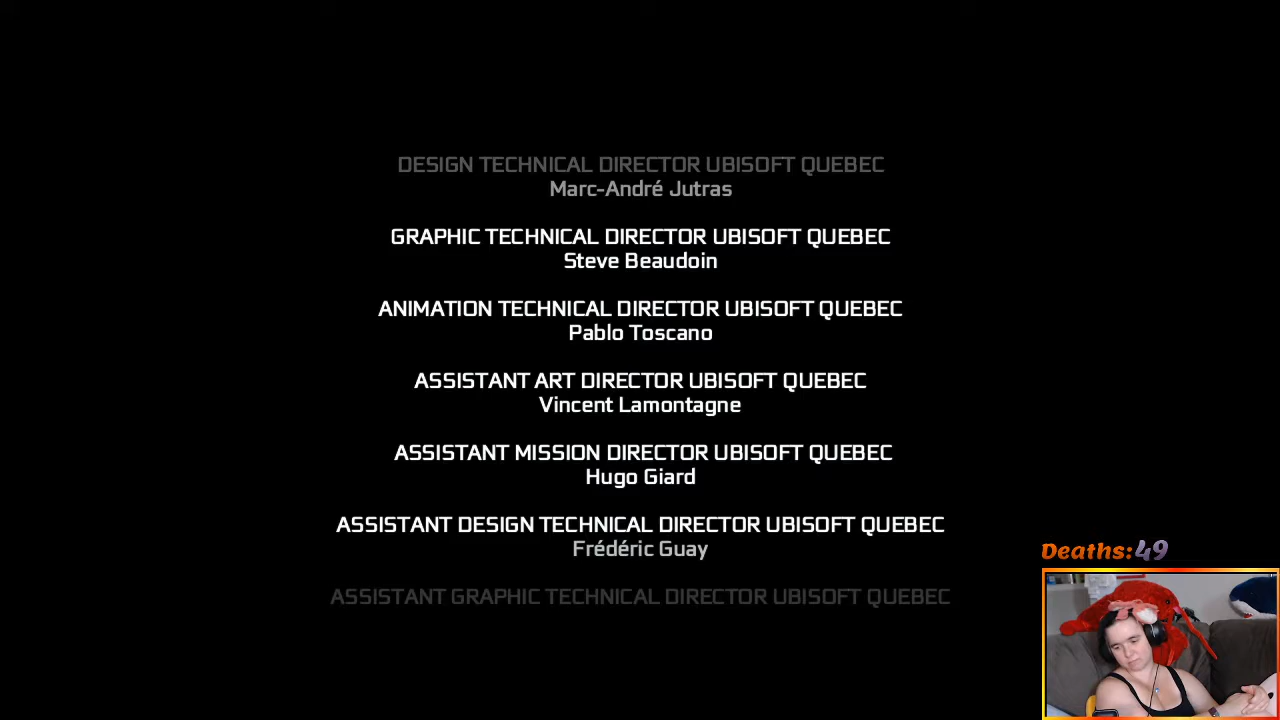 DESIGN TECHNICAL DIRECTOR UBISOFT QUEBEC
Marc-André Jutras
GRAPHIC TECHNICAL DIRECTOR UBISOFT QUEBEC
Steve Beaudoin
ANIMATION TECHNICAL DIRECTOR UBISOFT QUEBEC
Pablo Toscano
ASSISTANT ART DIRECTOR UBISOFT QUEBEC
Vincent Lamontagne
ASSISTANT MISSION DIRECTOR UBISOFT QUEBEC
Hugo Giard
ASSISTANT DESIGN TECHNICAL DIRECTOR UBISOFT QUEBEC
Frédéric Guay
ASSISTANT GRAPHIC TECHNICAL DIRECTOR UBISOFT QUEBEC
Deaths:49